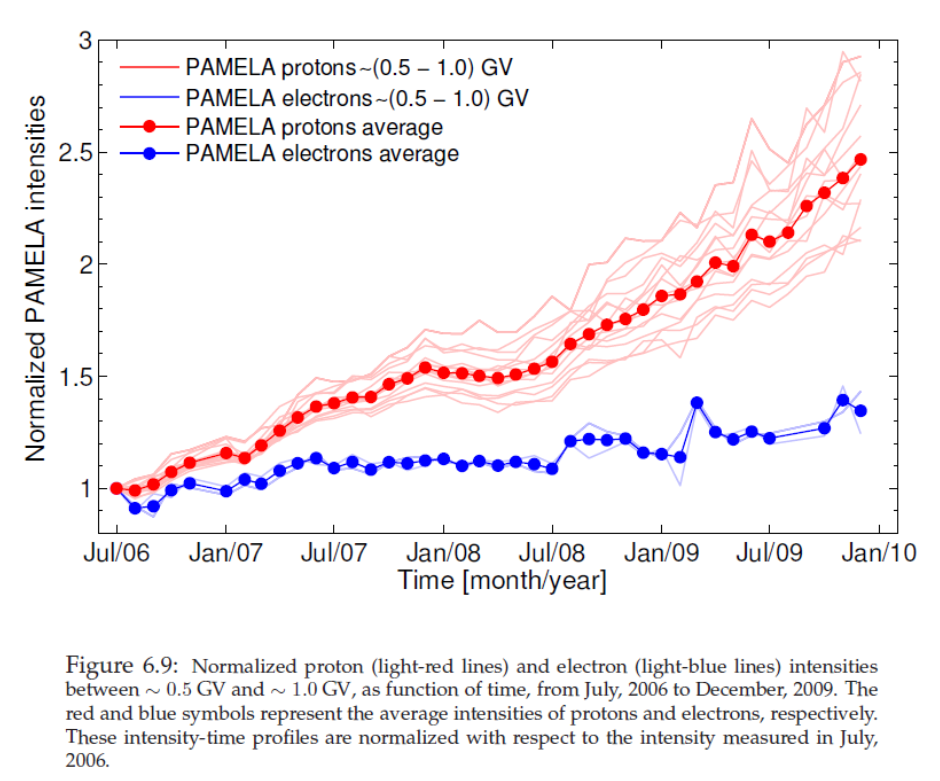 Normalized PAMELA intensities
3
2.5
2
1.5
1
PAMELA protons~(0.5 − 1.0) GV
PAMELA electrons~(0.5 − 1.0) GV
PAMELA protons average
PAMELA electrons average
Jul/06 Jan/07 Jul/07 Jan/08 Jul/08 Jan/09 Jul/09 Jan/10
Time [month/year]
Figure 6.9: Normalized proton (light-red lines) and electron (light-blue lines) intensities
between ∼ 0.5 GV and ∼ 1.0 GV, as function of time, from July, 2006 to December, 2009. The
red and blue symbols represent the average intensities of protons and electrons, respectively.
These intensity-time profiles are normalized with respect to the intensity measured in July,
2006.